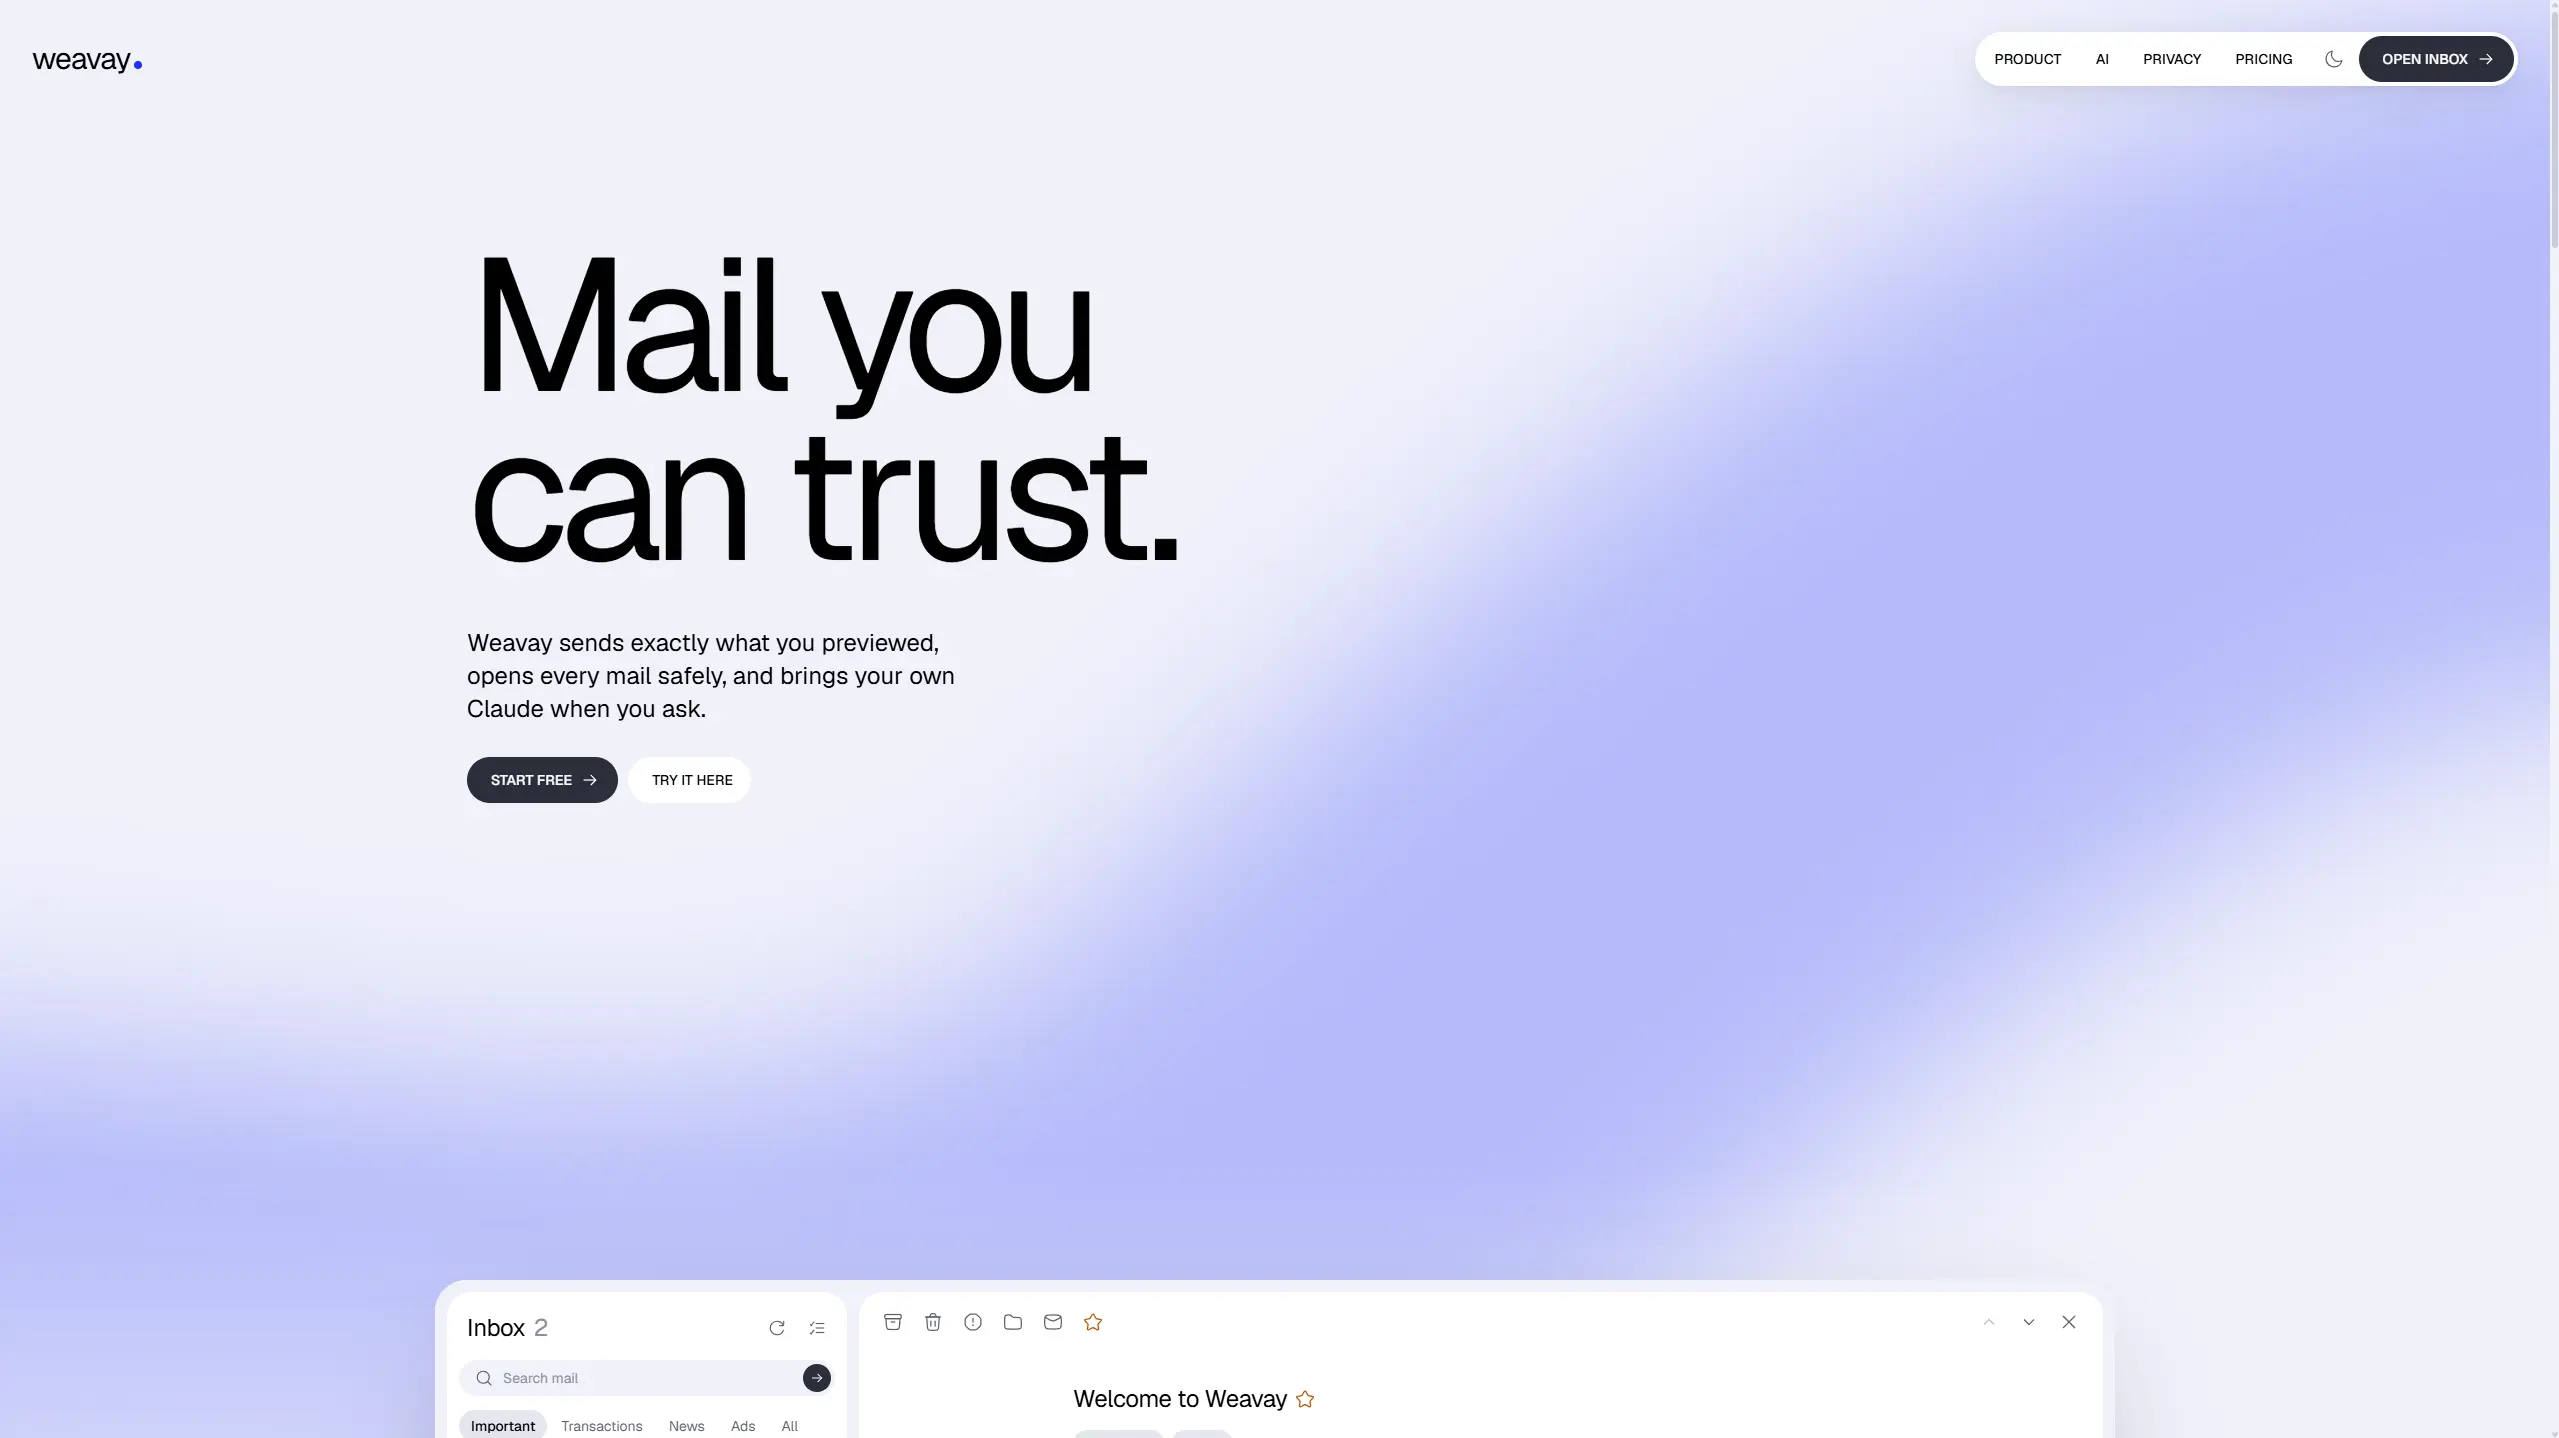 weavay.
PRODUCT AI PRIVACY PRICING OPEN INBOX →
Mail you
can trust.
Weavay sends exactly what you previewed,
opens every mail safely, and brings your own
Claude when you ask.
START FREE → TRY IT HERE
Inbox 2
Search mail
Important Transactions News Ads All
Welcome to Weavay